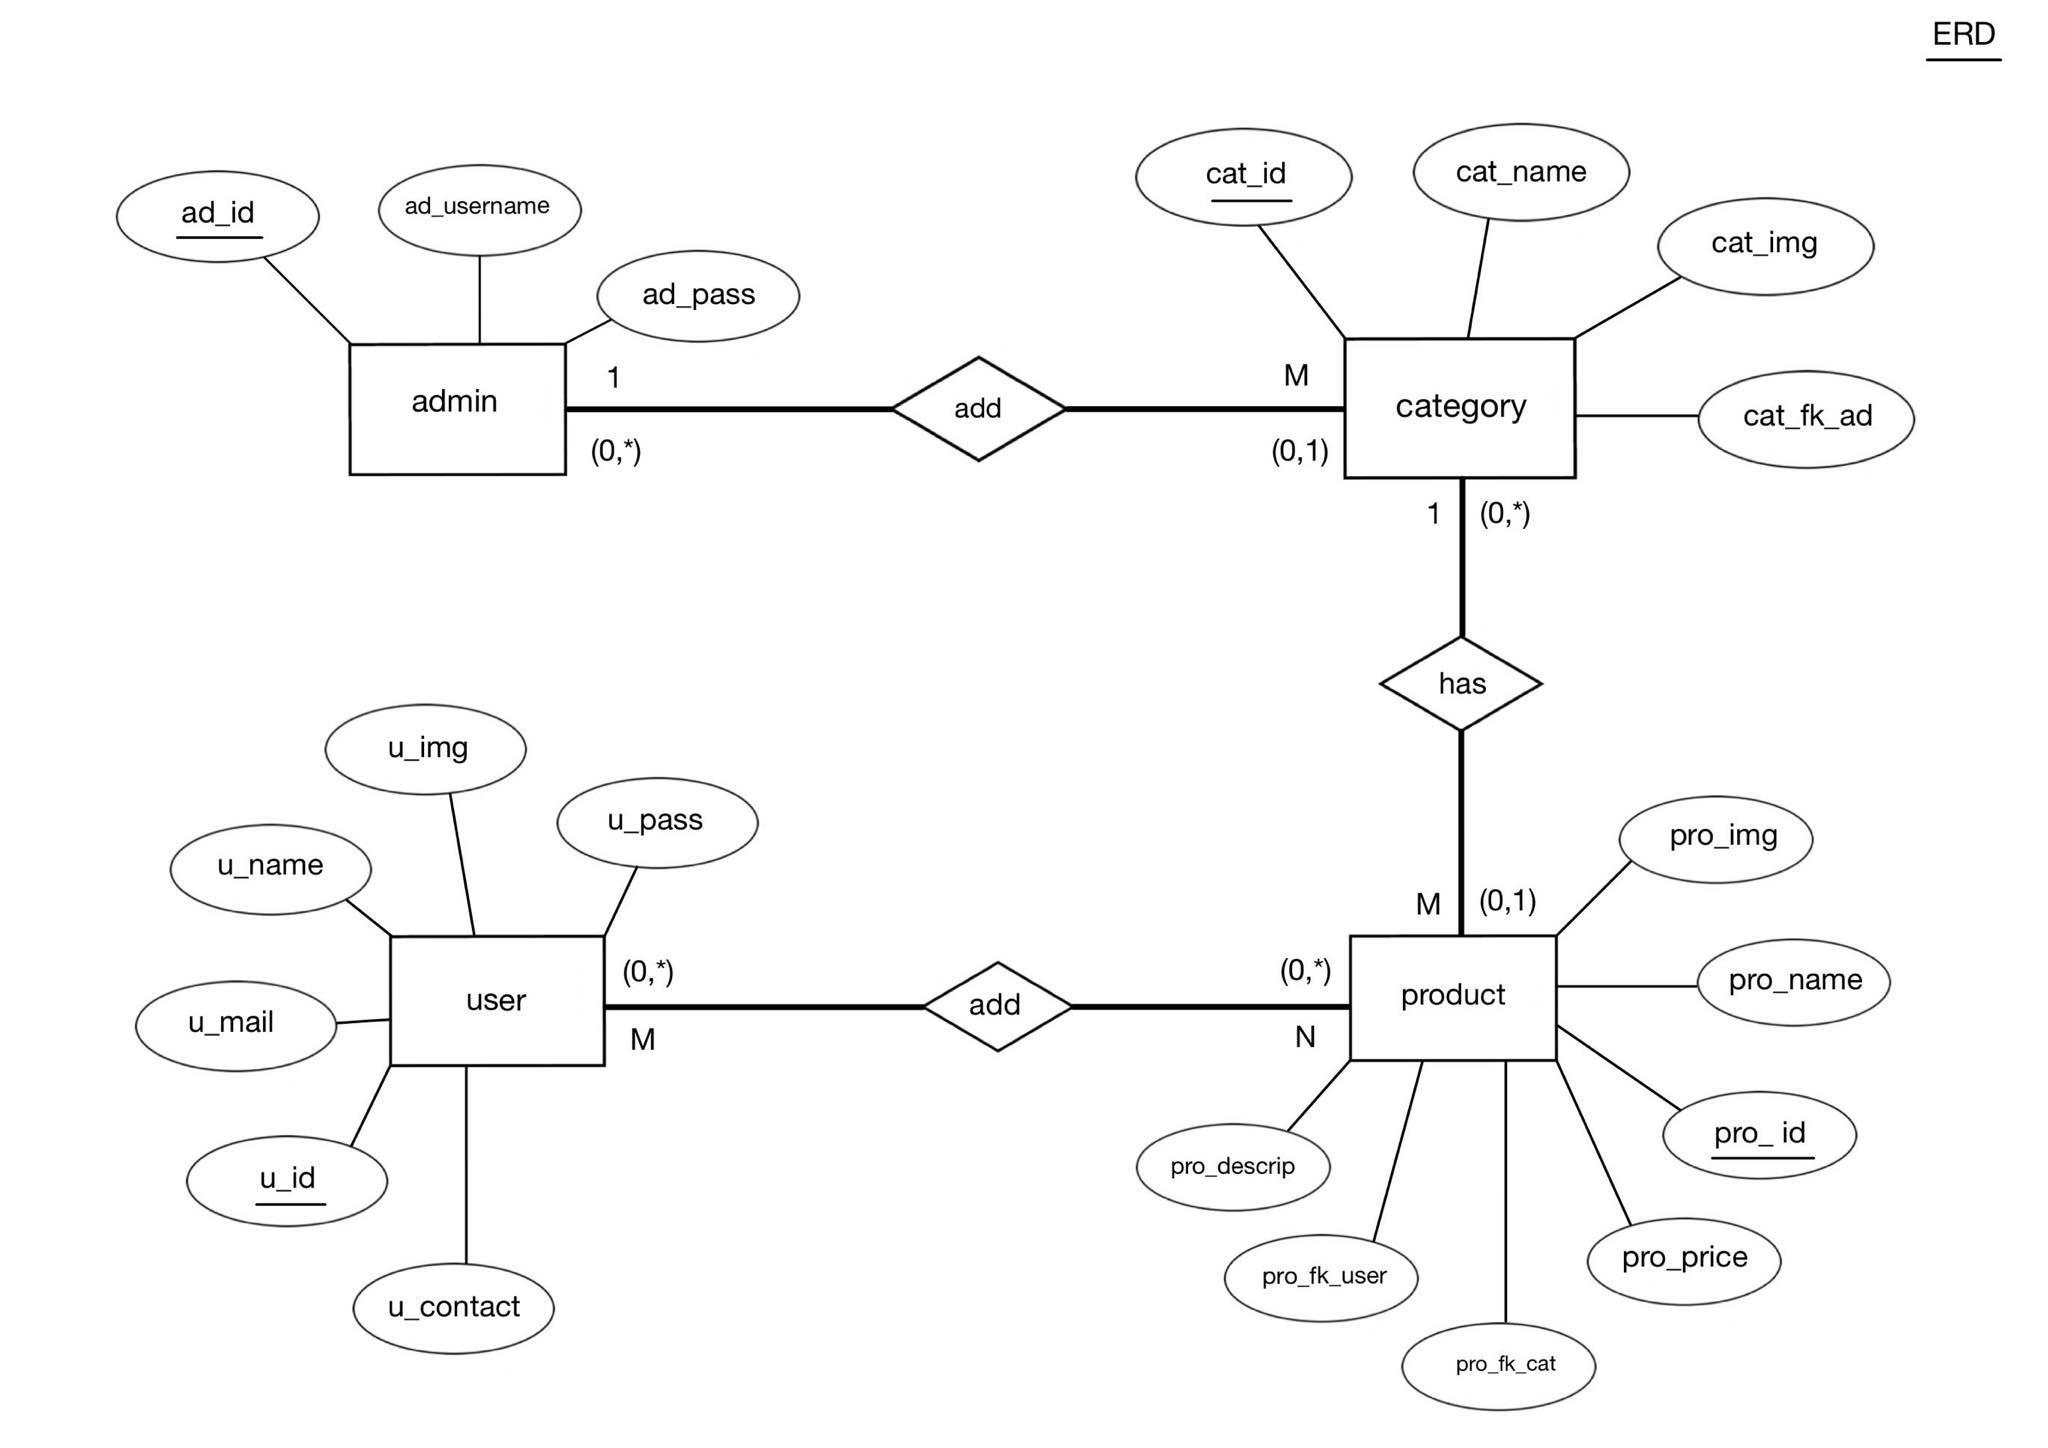 ERD
ad_id
ad_username
ad_pass
cat_id
cat_name
cat_img
cat_fk_ad
admin
1
(0,*)
add
M
(0,1)
category
1
(0,*)
has
M
(0,1)
u_img
u_pass
u_name
u_mail
u_id
u_contact
user
(0,*)
M
add
(0,*)
N
product
pro_img
pro_name
pro_ id
pro_price
pro_descrip
pro_fk_user
pro_fk_cat